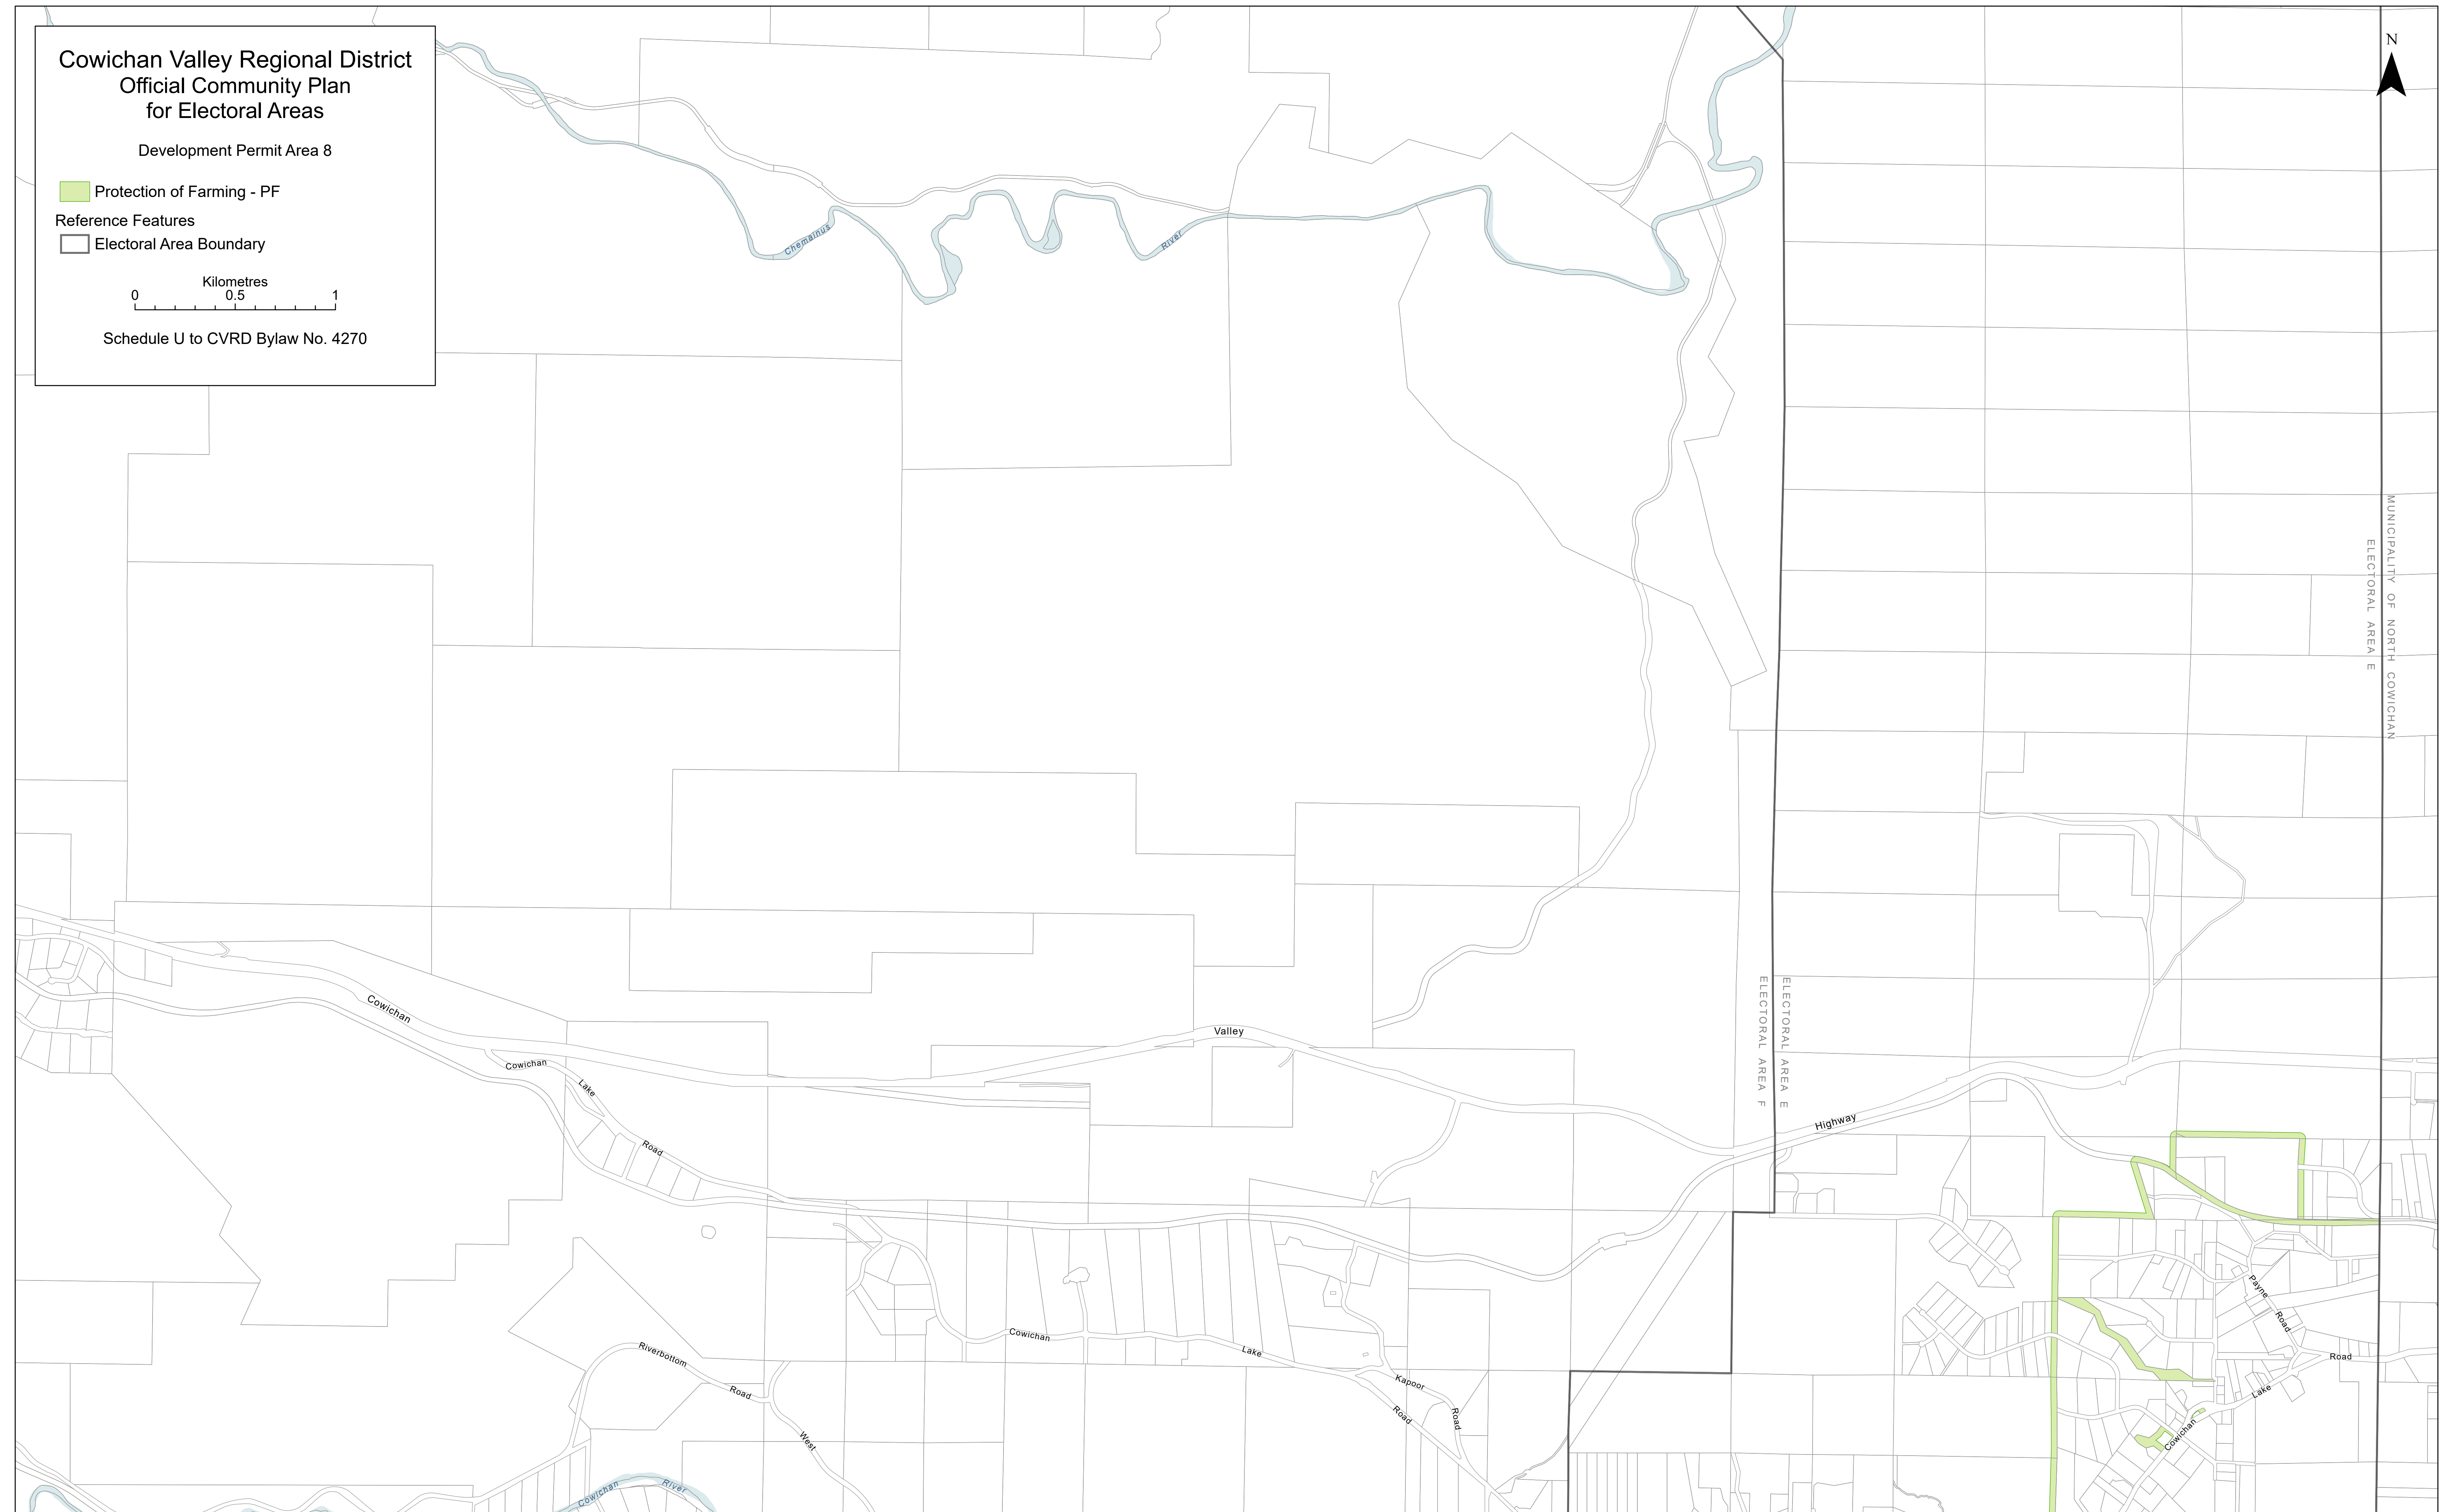 Cowichan Valley Regional District
Official Community Plan
for Electoral Areas
Development Permit Area 8
Protection of Farming - PF
Reference Features
Electoral Area Boundary
Kilometres
0 0.5 1
Schedule U to CVRD Bylaw No. 4270
N
Chemainus
River
MUNICIPALITY OF NORTH COWICHAN
ELECTORAL AREA E
ELECTORAL AREA F
ELECTORAL AREA E
Cowichan
Valley
Highway
Cowichan
Lake
Road
Cowichan
Lake
Road
Kapoor
Road
Riverbottom
Road
West
Cowichan
River
Payne
Road
Cowichan
Lake
Road